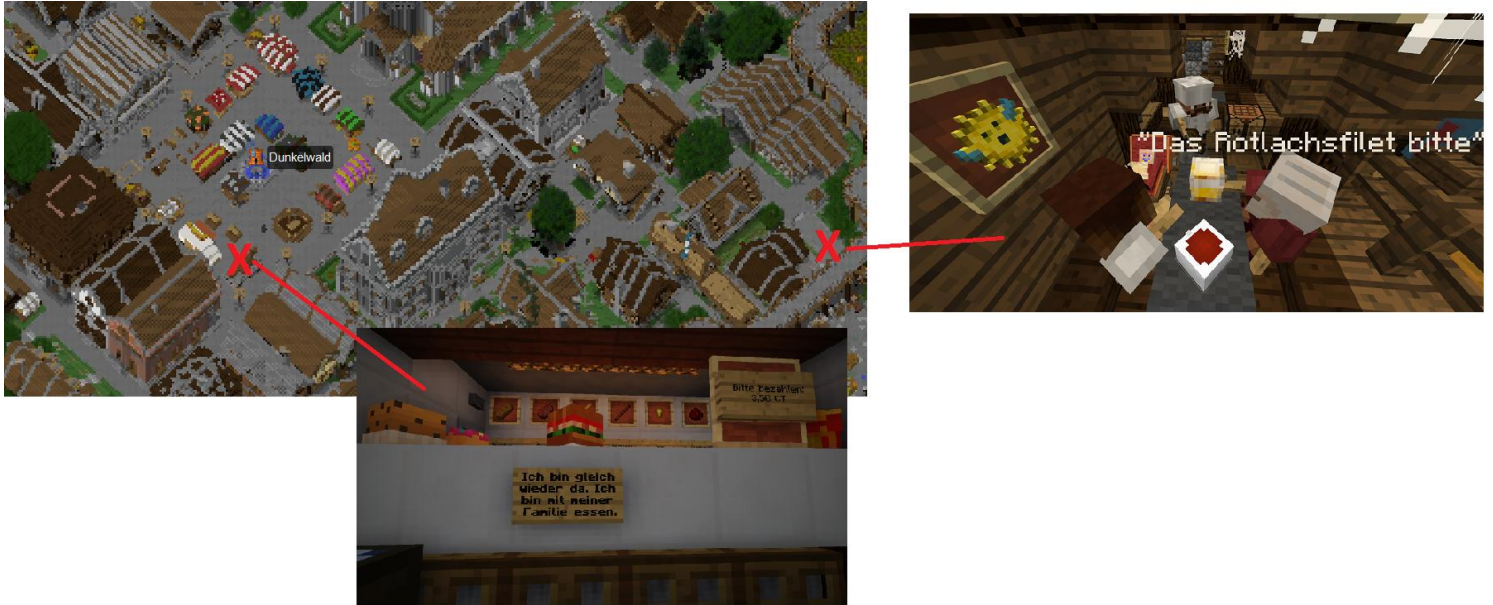 Dunkelwald
"Das Rotlachsfilet bitte"
Bitte bezahlen:
3,50 CT
Ich bin gleich
wieder da. Ich
bin mit meiner
Familie essen.
X
X